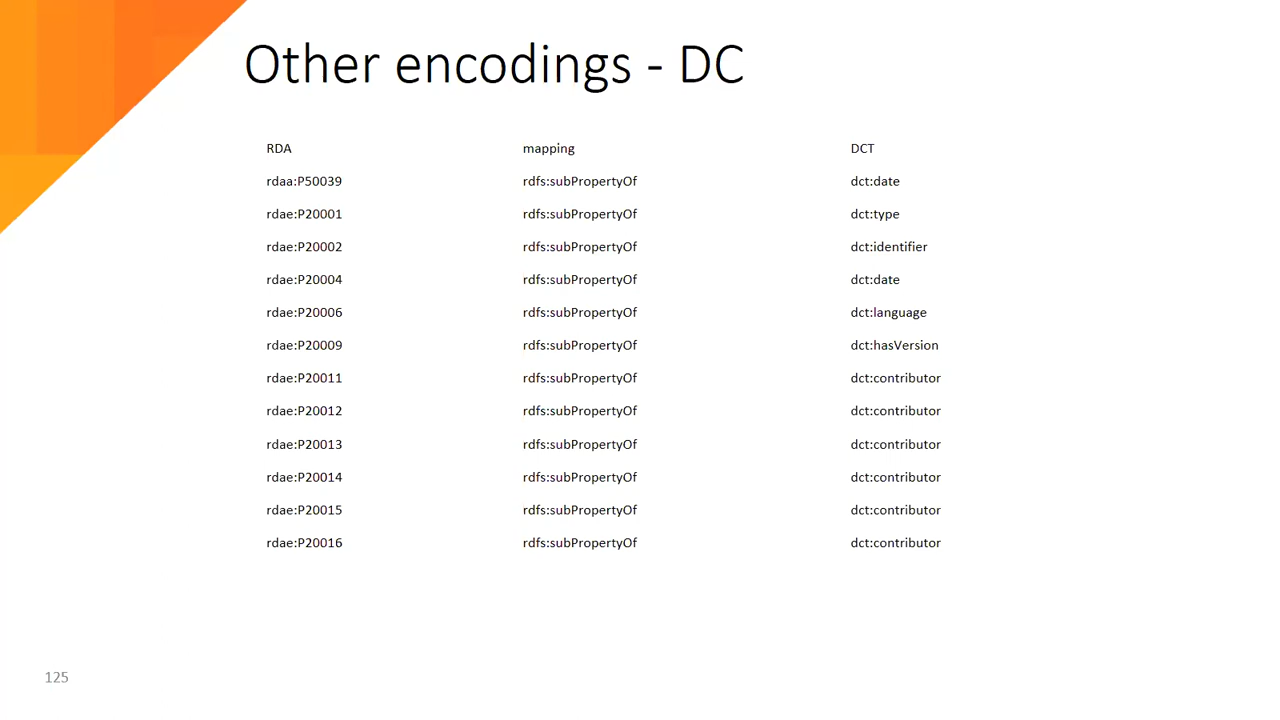 Other encodings - DC
RDA mapping DCT
rdaa:P50039 rdfs:subPropertyOf dct:date
rdae:P20001 rdfs:subPropertyOf dct:type
rdae:P20002 rdfs:subPropertyOf dct:identifier
rdae:P20004 rdfs:subPropertyOf dct:date
rdae:P20006 rdfs:subPropertyOf dct:language
rdae:P20009 rdfs:subPropertyOf dct:hasVersion
rdae:P20011 rdfs:subPropertyOf dct:contributor
rdae:P20012 rdfs:subPropertyOf dct:contributor
rdae:P20013 rdfs:subPropertyOf dct:contributor
rdae:P20014 rdfs:subPropertyOf dct:contributor
rdae:P20015 rdfs:subPropertyOf dct:contributor
rdae:P20016 rdfs:subPropertyOf dct:contributor
125